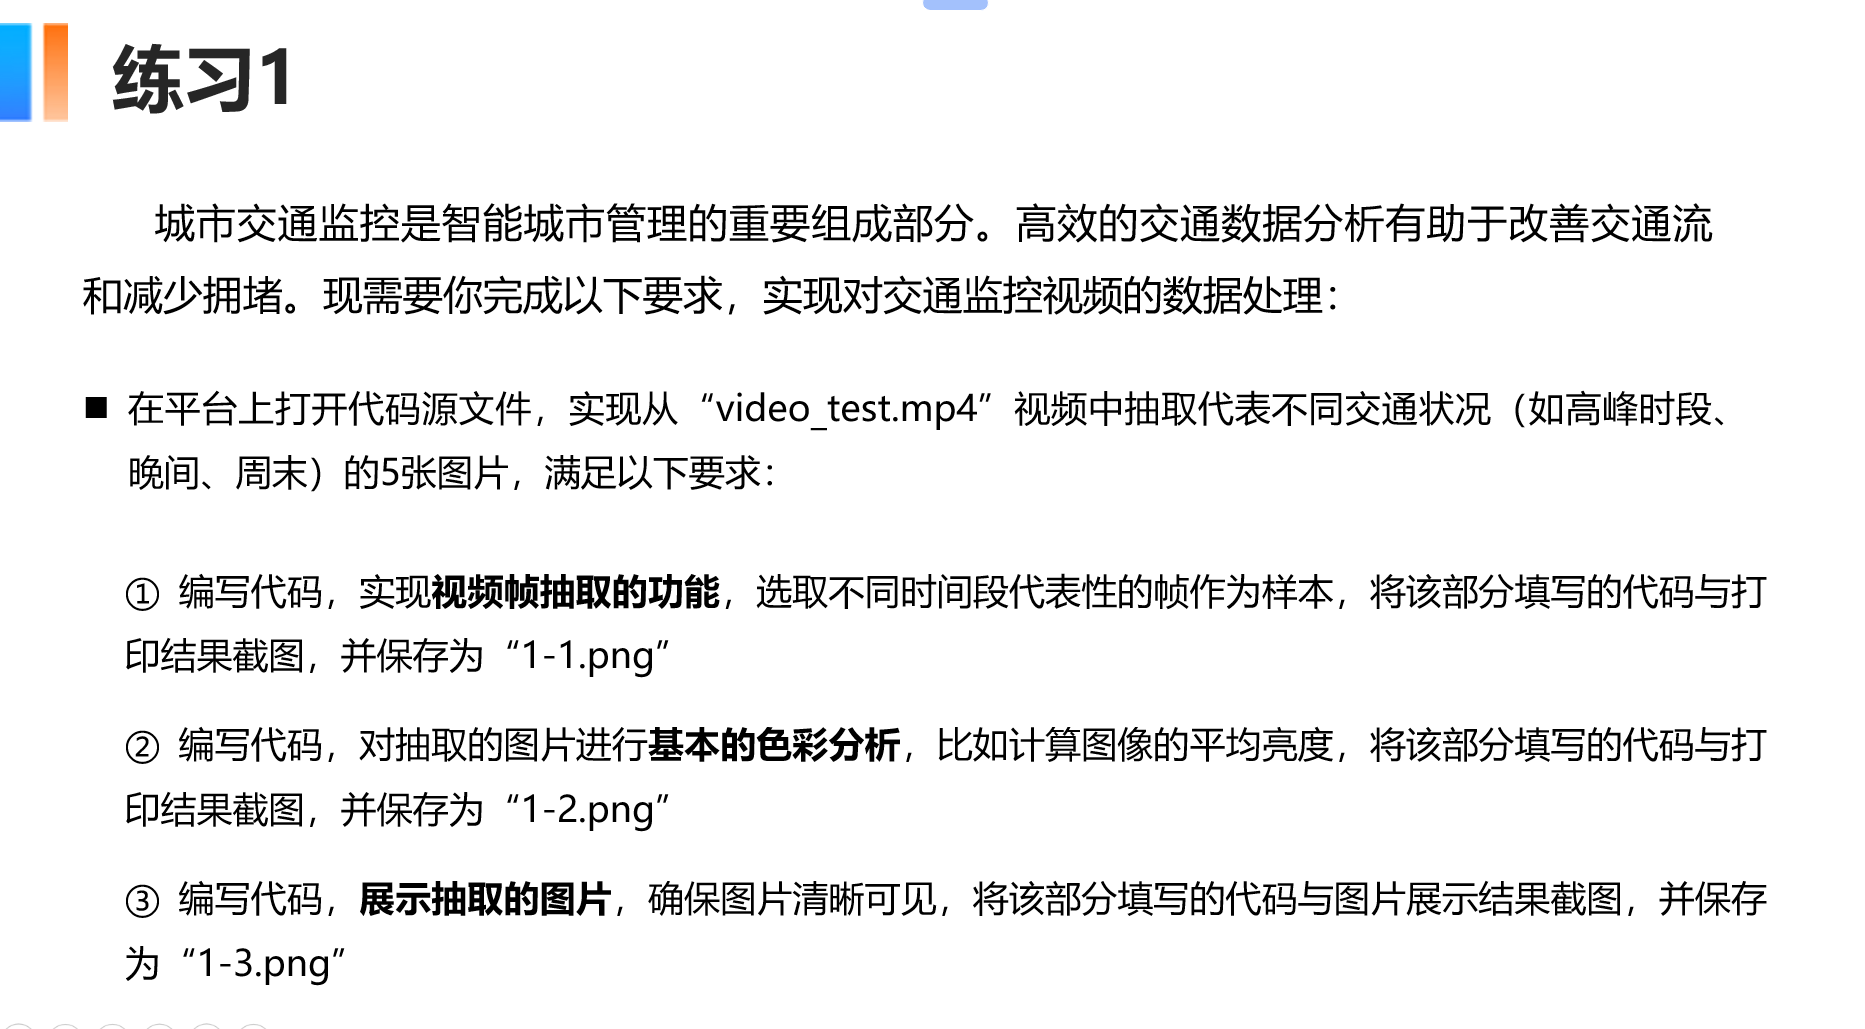 练习1
城市交通监控是智能城市管理的重要组成部分。高效的交通数据分析有助于改善交通流
和减少拥堵。现需要你完成以下要求，实现对交通监控视频的数据处理：
■ 在平台上打开代码源文件，实现从“video_test.mp4”视频中抽取代表不同交通状况（如高峰时段、
晚间、周末）的5张图片，满足以下要求：
① 编写代码，实现视频帧抽取的功能，选取不同时间段代表性的帧作为样本，将该部分填写的代码与打
印结果截图，并保存为“1-1.png”
② 编写代码，对抽取的图片进行基本的色彩分析，比如计算图像的平均亮度，将该部分填写的代码与打
印结果截图，并保存为“1-2.png”
③ 编写代码，展示抽取的图片，确保图片清晰可见，将该部分填写的代码与图片展示结果截图，并保存
为“1-3.png”